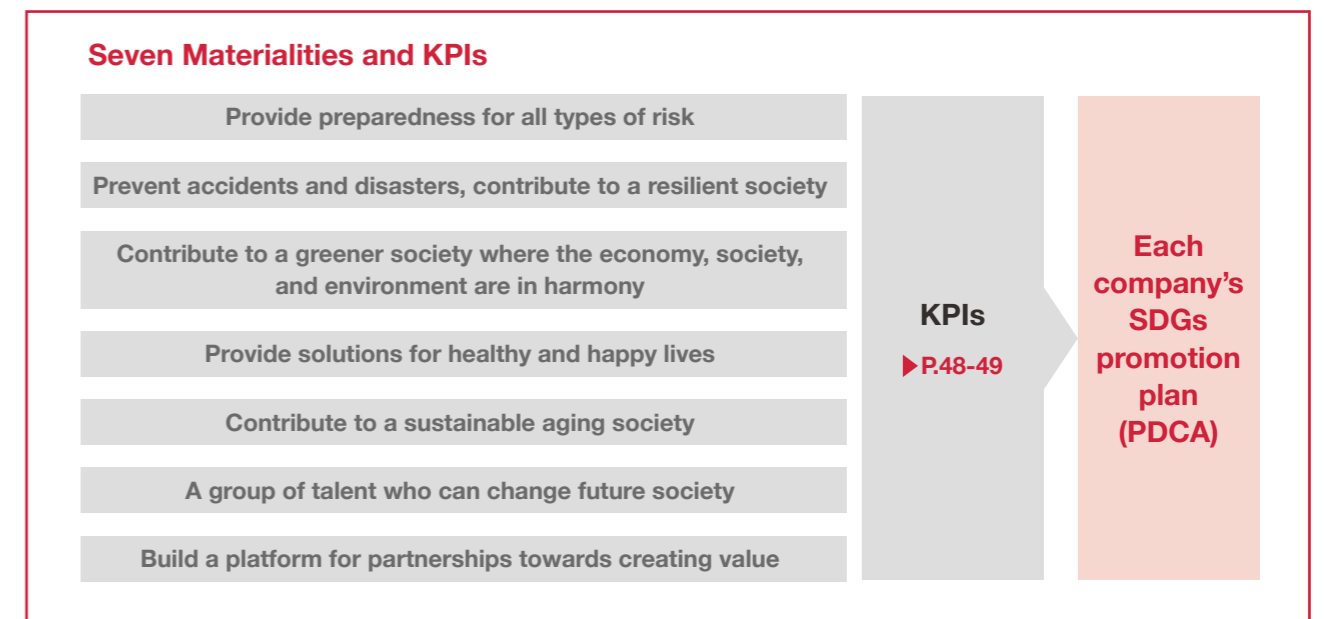 Seven Materialities and KPIs
Provide preparedness for all types of risk
Prevent accidents and disasters, contribute to a resilient society
Contribute to a greener society where the economy, society,
and environment are in harmony
Provide solutions for healthy and happy lives
Contribute to a sustainable aging society
A group of talent who can change future society
Build a platform for partnerships towards creating value
KPIs
▶P.48-49
Each
company’s
SDGs
promotion
plan
(PDCA)